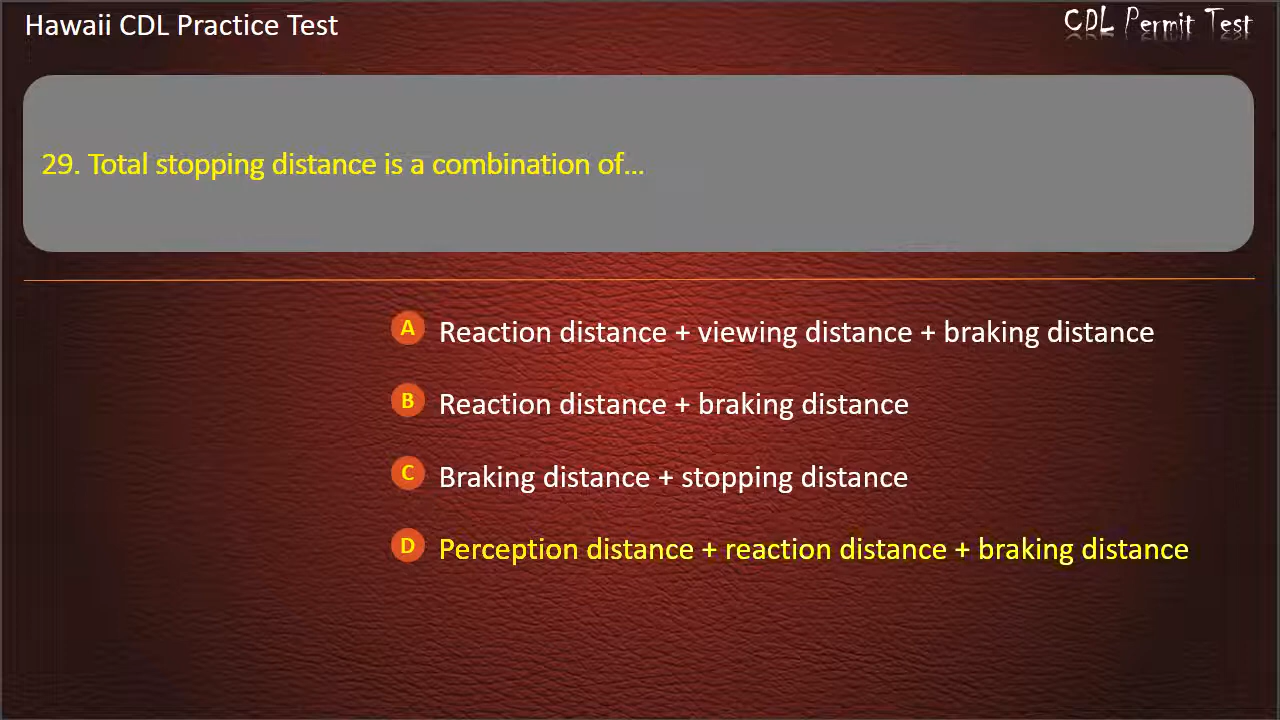 Hawaii CDL Practice Test
CDL Permit Test
29. Total stopping distance is a combination of...
A Reaction distance + viewing distance + braking distance
B Reaction distance + braking distance
C Braking distance + stopping distance
D Perception distance + reaction distance + braking distance